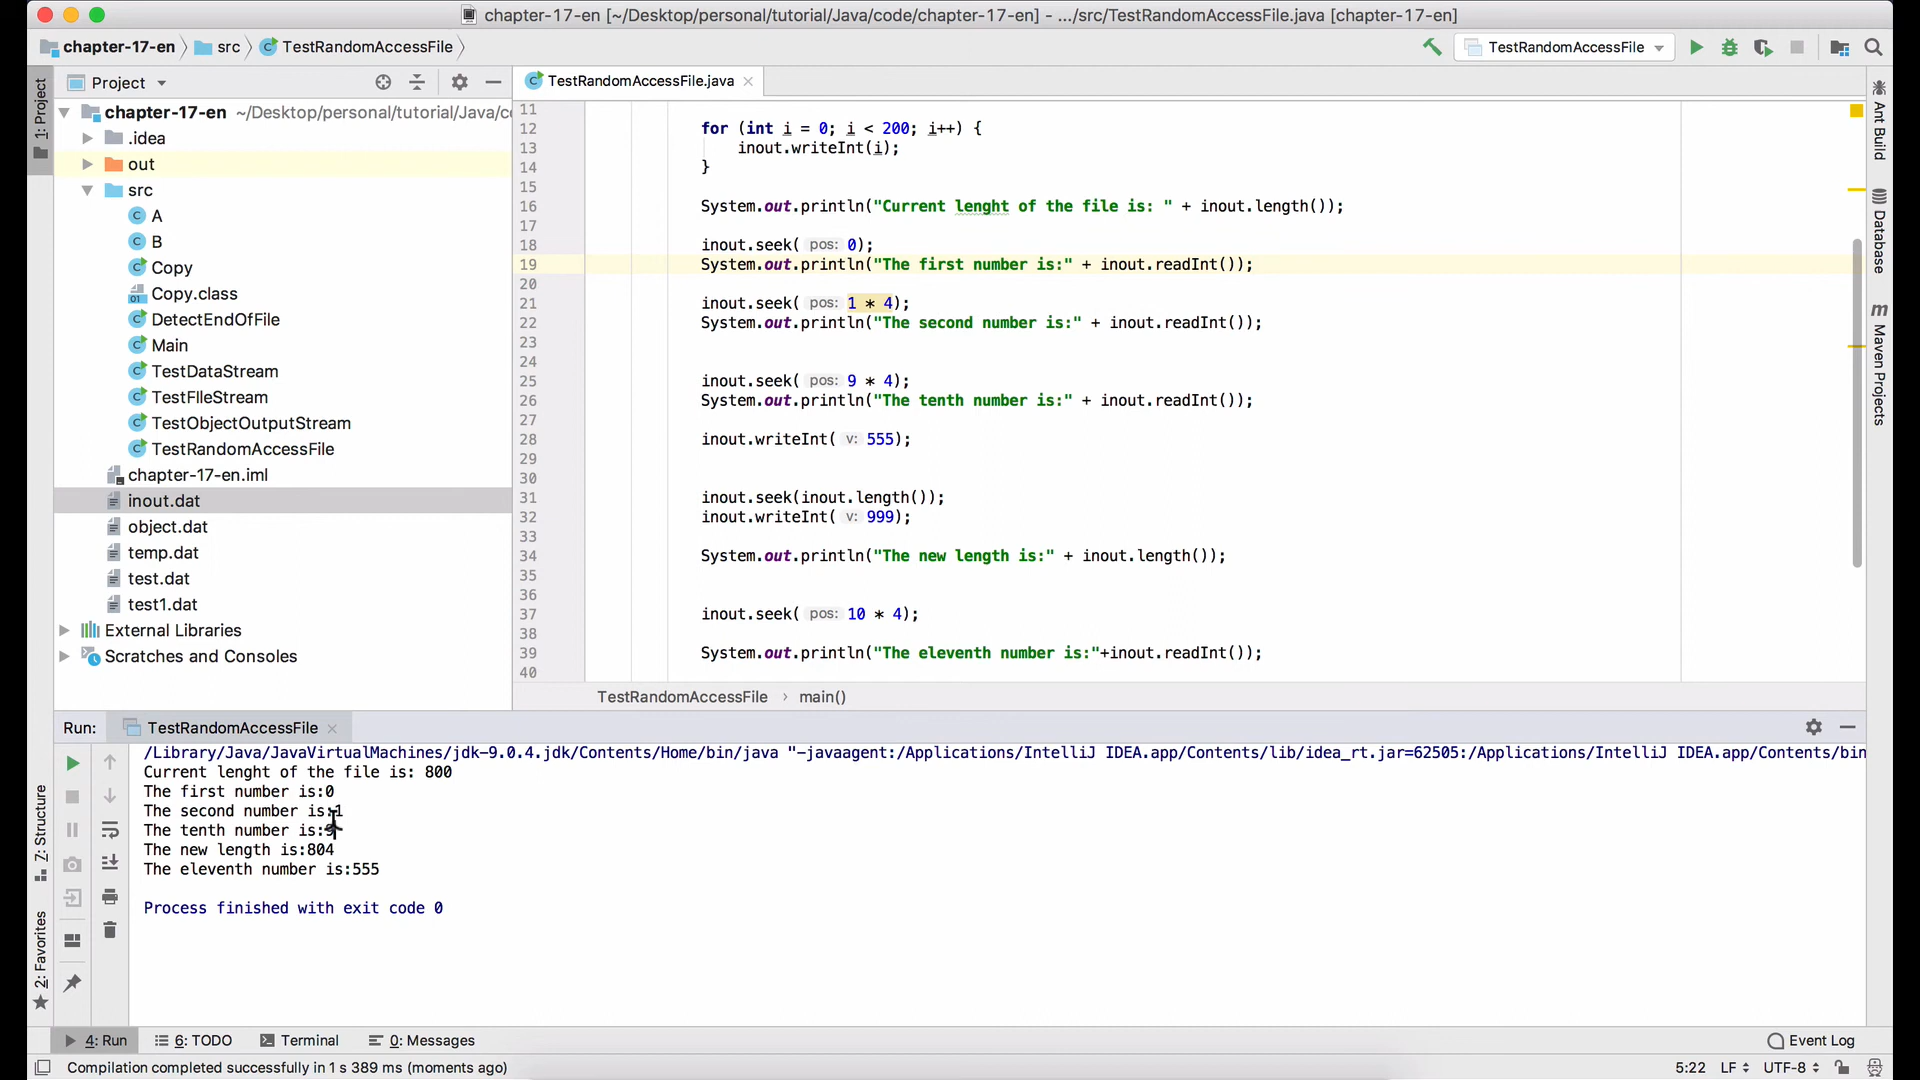 chapter-17-en [~/Desktop/personal/tutorial/Java/code/chapter-17-en] - .../src/TestRandomAccessFile.java [chapter-17-en]
chapter-17-en src TestRandomAccessFile
TestRandomAccessFile
1: Project
Project
chapter-17-en ~/Desktop/personal/tutorial/Java/c
.idea
out
src
A
B
Copy
Copy.class
DetectEndOfFile
Main
TestDataStream
TestFIleStream
TestObjectOutputStream
TestRandomAccessFile
chapter-17-en.iml
inout.dat
object.dat
temp.dat
test.dat
test1.dat
External Libraries
Scratches and Consoles
TestRandomAccessFile.java
11
12 for (int i = 0; i < 200; i++) {
13 inout.writeInt(i);
14 }
15
16 System.out.println("Current lenght of the file is: " + inout.length());
17
18 inout.seek( pos: 0);
19 System.out.println("The first number is:" + inout.readInt());
20
21 inout.seek( pos: 1 * 4);
22 System.out.println("The second number is:" + inout.readInt());
23
24
25 inout.seek( pos: 9 * 4);
26 System.out.println("The tenth number is:" + inout.readInt());
27
28 inout.writeInt( v: 555);
29
30
31 inout.seek(inout.length());
32 inout.writeInt( v: 999);
33
34 System.out.println("The new length is:" + inout.length());
35
36
37 inout.seek( pos: 10 * 4);
38
39 System.out.println("The eleventh number is:"+inout.readInt());
40
TestRandomAccessFile › main()
Ant Build
Database
m Maven Projects
Run: TestRandomAccessFile
/Library/Java/JavaVirtualMachines/jdk-9.0.4.jdk/Contents/Home/bin/java "-javaagent:/Applications/IntelliJ IDEA.app/Contents/lib/idea_rt.jar=62505:/Applications/IntelliJ IDEA.app/Contents/bin
Current lenght of the file is: 800
The first number is:0
The second number is:1
The tenth number is:9
The new length is:804
The eleventh number is:555
Process finished with exit code 0
7: Structure
2: Favorites
4: Run 6: TODO Terminal 0: Messages Event Log
Compilation completed successfully in 1 s 389 ms (moments ago) 5:22 LF UTF-8